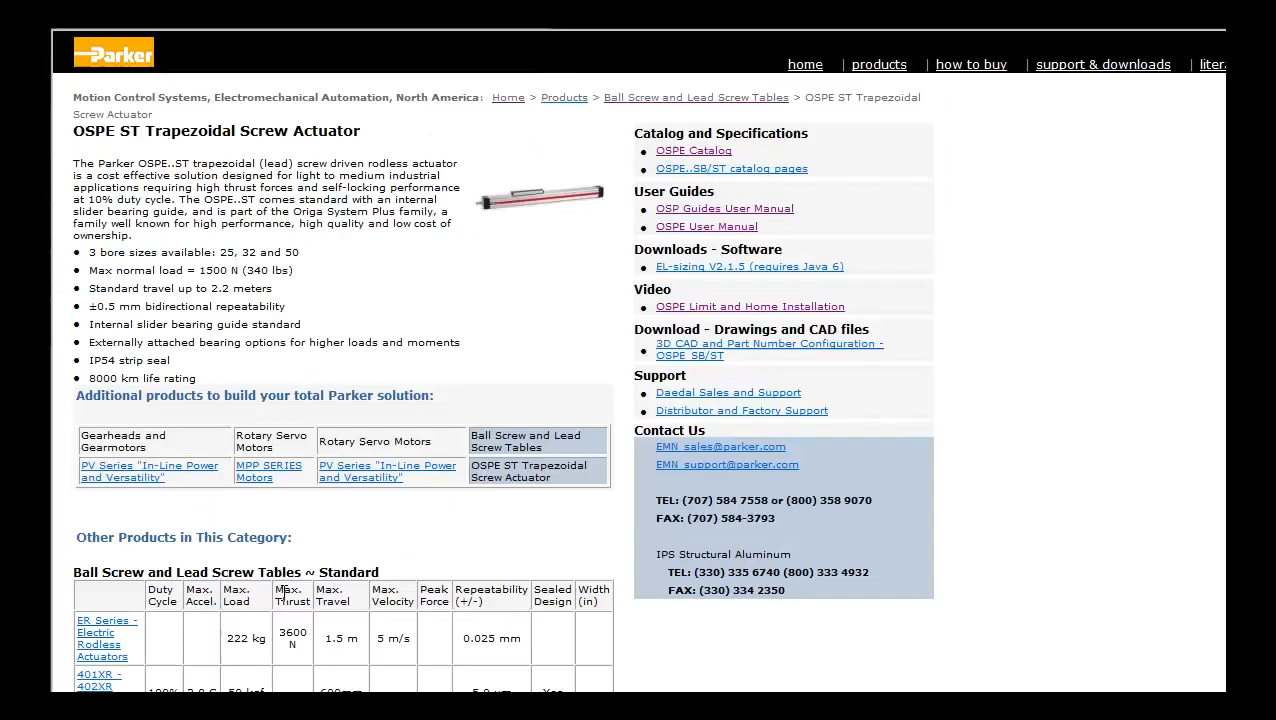 Parker
home | products | how to buy | support & downloads | liter
Motion Control Systems, Electromechanical Automation, North America: Home > Products > Ball Screw and Lead Screw Tables > OSPE ST Trapezoidal
Screw Actuator
OSPE ST Trapezoidal Screw Actuator
The Parker OSPE..ST trapezoidal (lead) screw driven rodless actuator
is a cost effective solution designed for light to medium industrial
applications requiring high thrust forces and self-locking performance
at 10% duty cycle. The OSPE..ST comes standard with an internal
slider bearing guide, and is part of the Origa System Plus family, a
family well known for high performance, high quality and low cost of
ownership.
• 3 bore sizes available: 25, 32 and 50
• Max normal load = 1500 N (340 lbs)
• Standard travel up to 2.2 meters
• ±0.5 mm bidirectional repeatability
• Internal slider bearing guide standard
• Externally attached bearing options for higher loads and moments
• IP54 strip seal
• 8000 km life rating
Additional products to build your total Parker solution:
Gearheads and
Gearmotors
Rotary Servo
Motors
Rotary Servo Motors
Ball Screw and Lead
Screw Tables
PV Series "In-Line Power
and Versatility"
MPP SERIES
Motors
PV Series "In-Line Power
and Versatility"
OSPE ST Trapezoidal
Screw Actuator
Other Products in This Category:
Ball Screw and Lead Screw Tables ~ Standard
Duty
Cycle
Max.
Accel.
Max.
Load
Max.
Thrust
Max.
Travel
Max.
Velocity
Peak
Force
Repeatability
(+/-)
Sealed
Design
Width
(in)
ER Series -
Electric
Rodless
Actuators
222 kg
3600
N
1.5 m
5 m/s
0.025 mm
401XR -
402XR
Catalog and Specifications
• OSPE Catalog
• OSPE..SB/ST catalog pages
User Guides
• OSP Guides User Manual
• OSPE User Manual
Downloads - Software
• EL-sizing V2.1.5 (requires Java 6)
Video
• OSPE Limit and Home Installation
Download - Drawings and CAD files
• 3D CAD and Part Number Configuration -
OSPE_SB/ST
Support
• Daedal Sales and Support
• Distributor and Factory Support
Contact Us
EMN_sales@parker.com
EMN_support@parker.com
TEL: (707) 584 7558 or (800) 358 9070
FAX: (707) 584-3793
IPS Structural Aluminum
TEL: (330) 335 6740 (800) 333 4932
FAX: (330) 334 2350